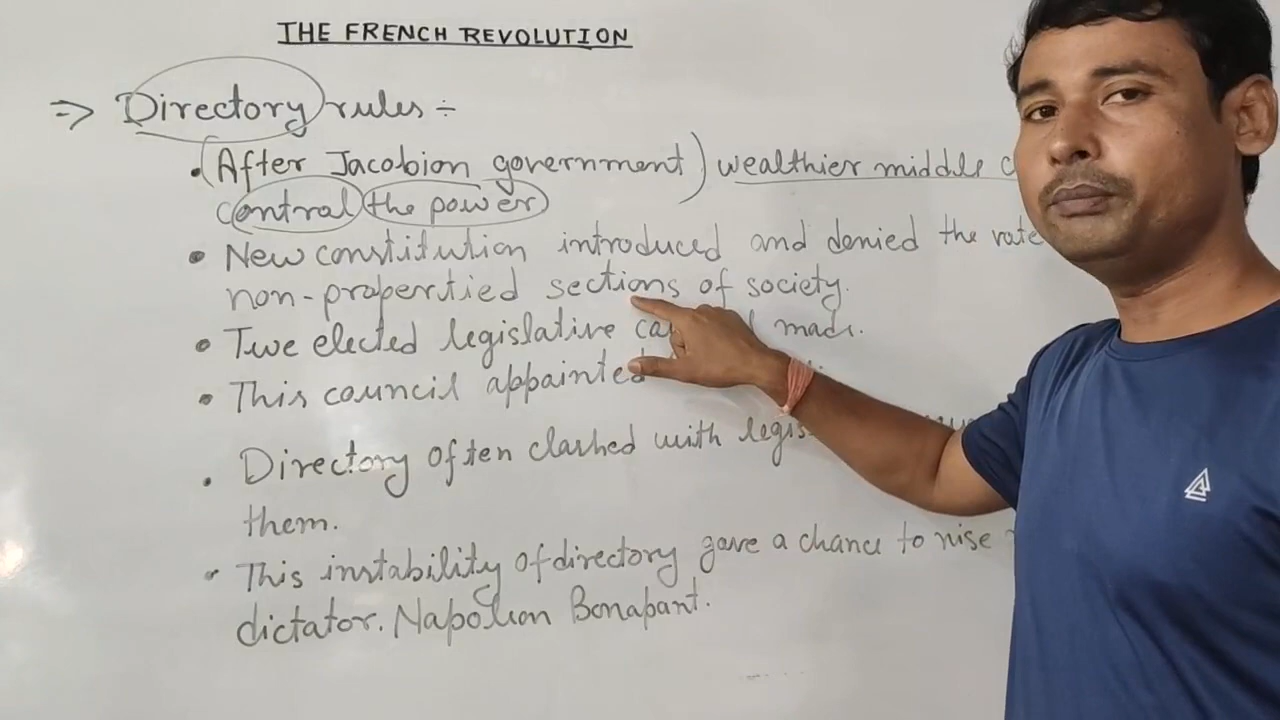 THE FRENCH REVOLUTION
=> Directory rules ÷
• (After Jacobion government) wealthier middle
control the power
• New constitution introduced and denied the vote
non-propertied sections of society.
• Two elected legislative made.
• This council appointed
• Directory often clashed with
them.
• This instability of directory gave a chance to rise
dictator. Napolion Bonapant.